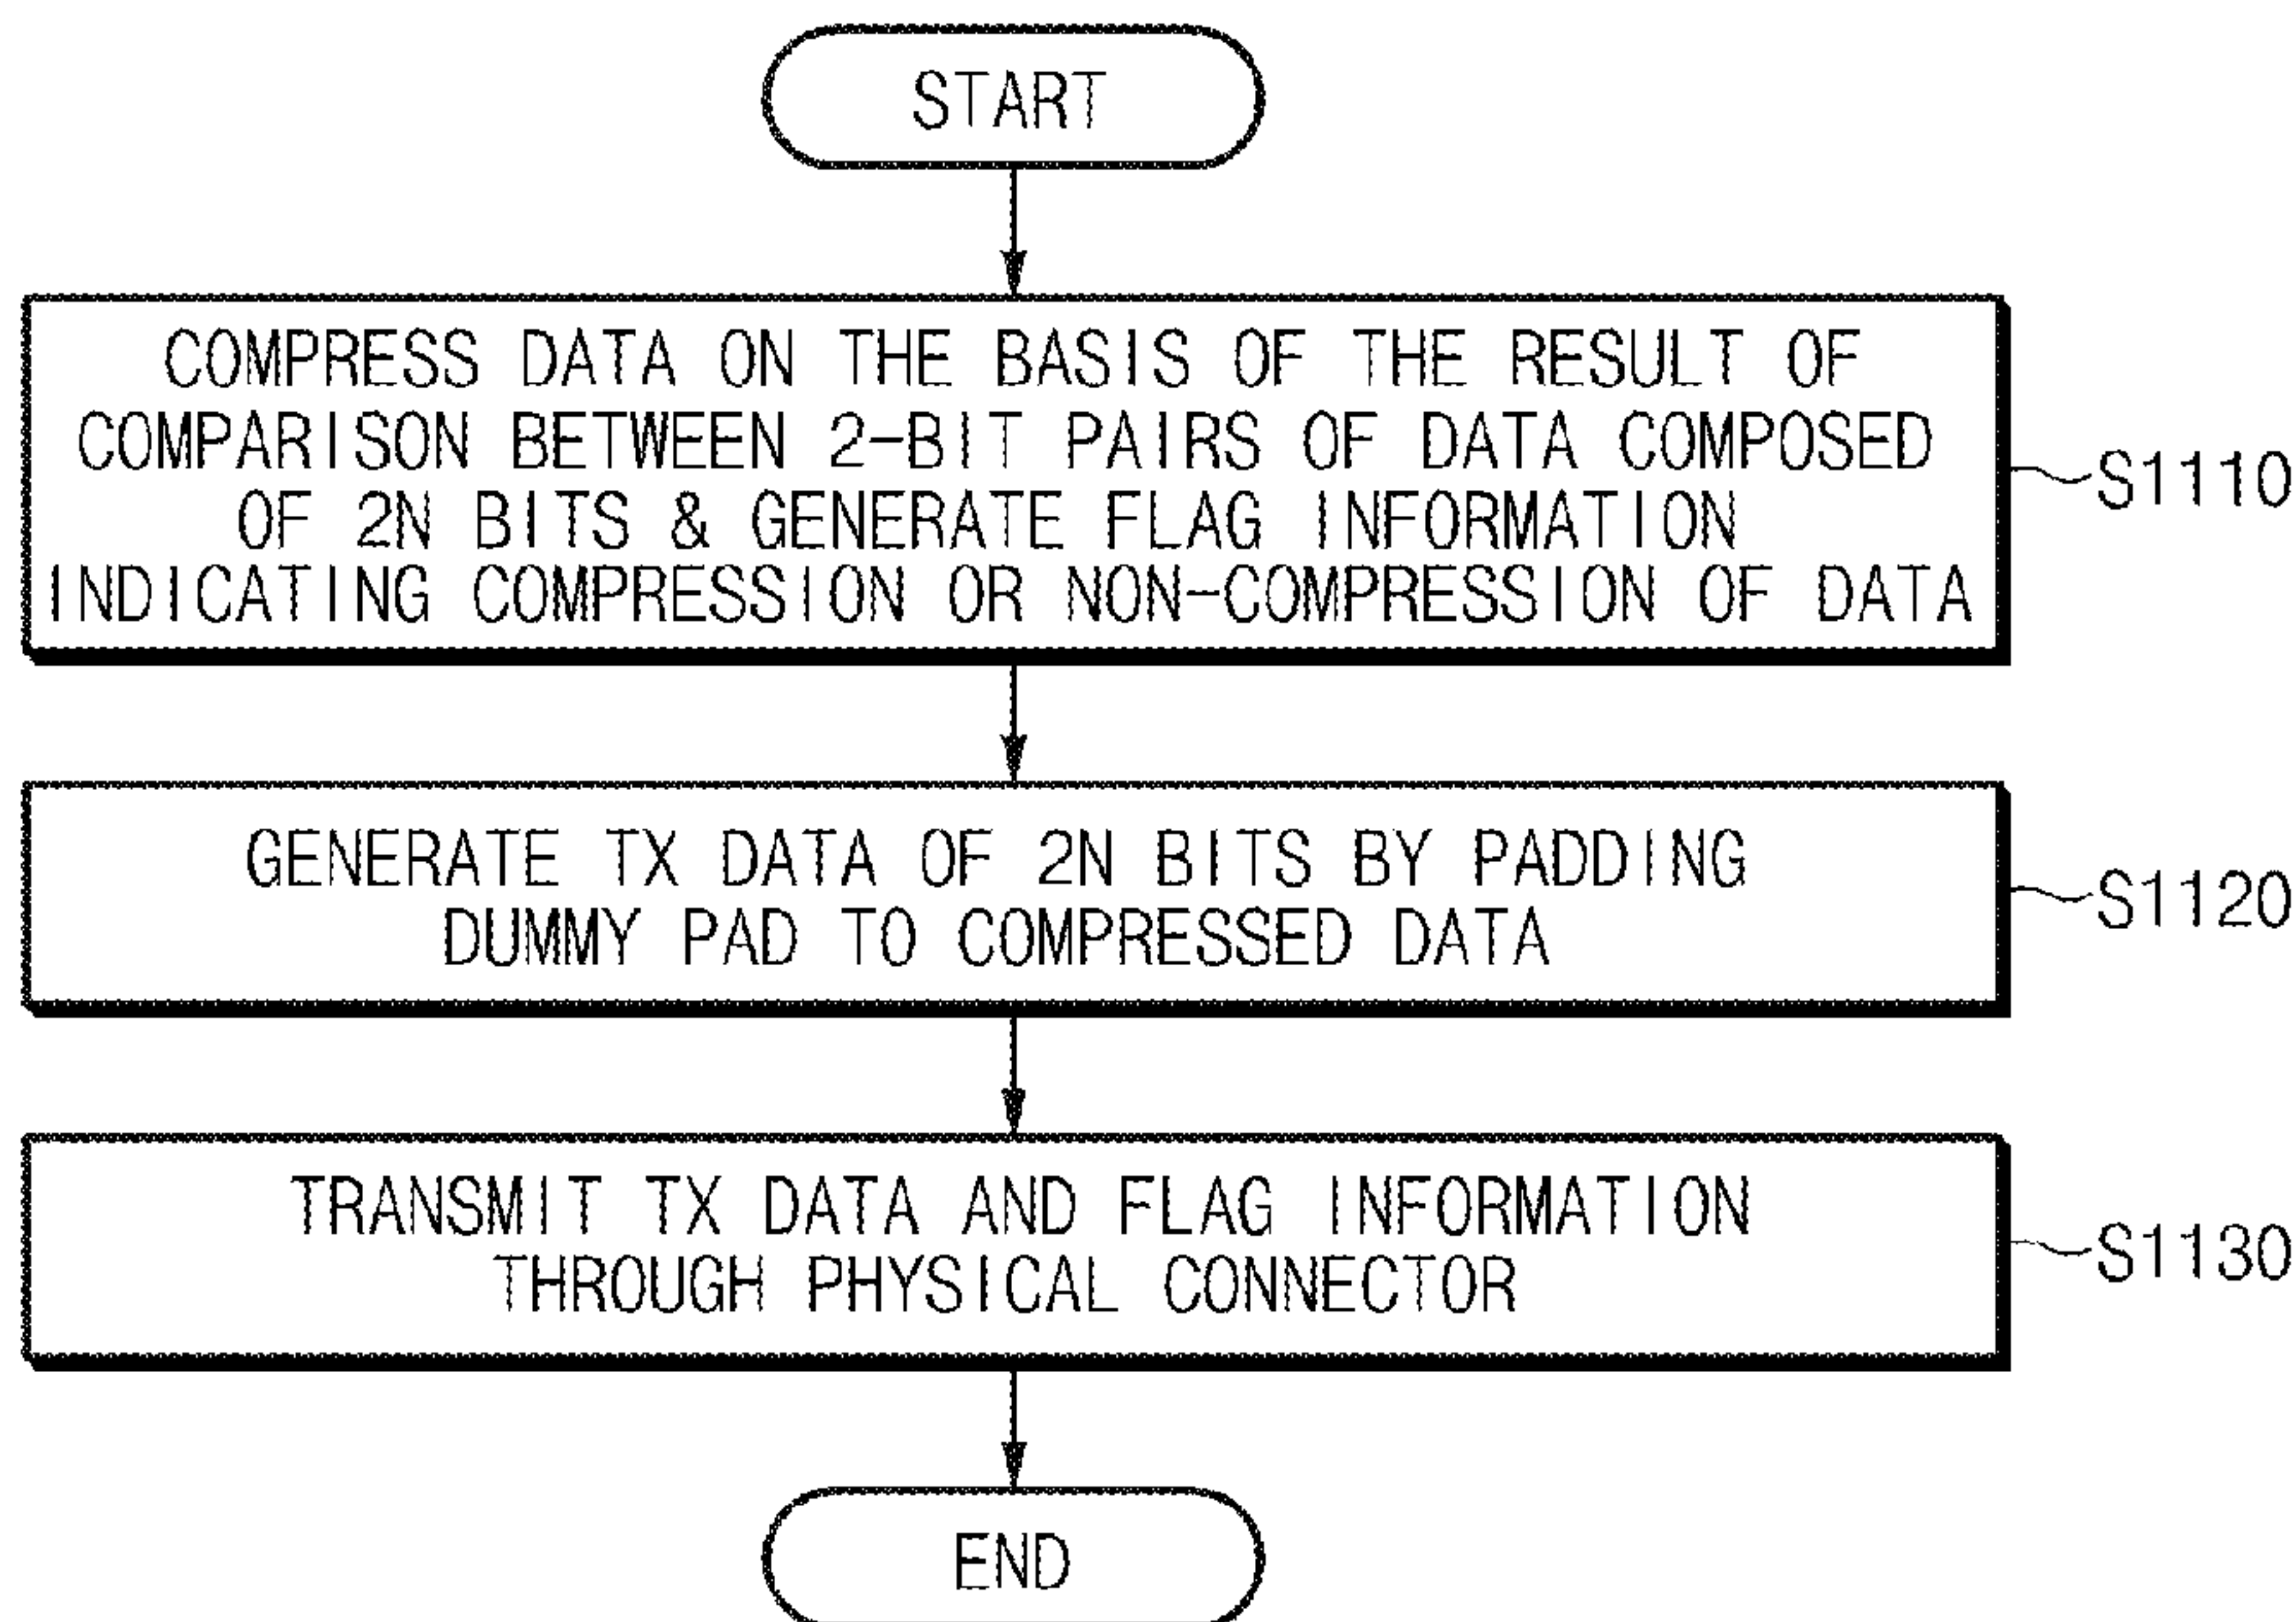 START
COMPRESS DATA ON THE BASIS OF THE RESULT OF
COMPARISON BETWEEN 2-BIT PAIRS OF DATA COMPOSED
OF 2N BITS & GENERATE FLAG INFORMATION
INDICATING COMPRESSION OR NON-COMPRESSION OF DATA
S1110
GENERATE TX DATA OF 2N BITS BY PADDING
DUMMY PAD TO COMPRESSED DATA
S1120
TRANSMIT TX DATA AND FLAG INFORMATION
THROUGH PHYSICAL CONNECTOR
S1130
END